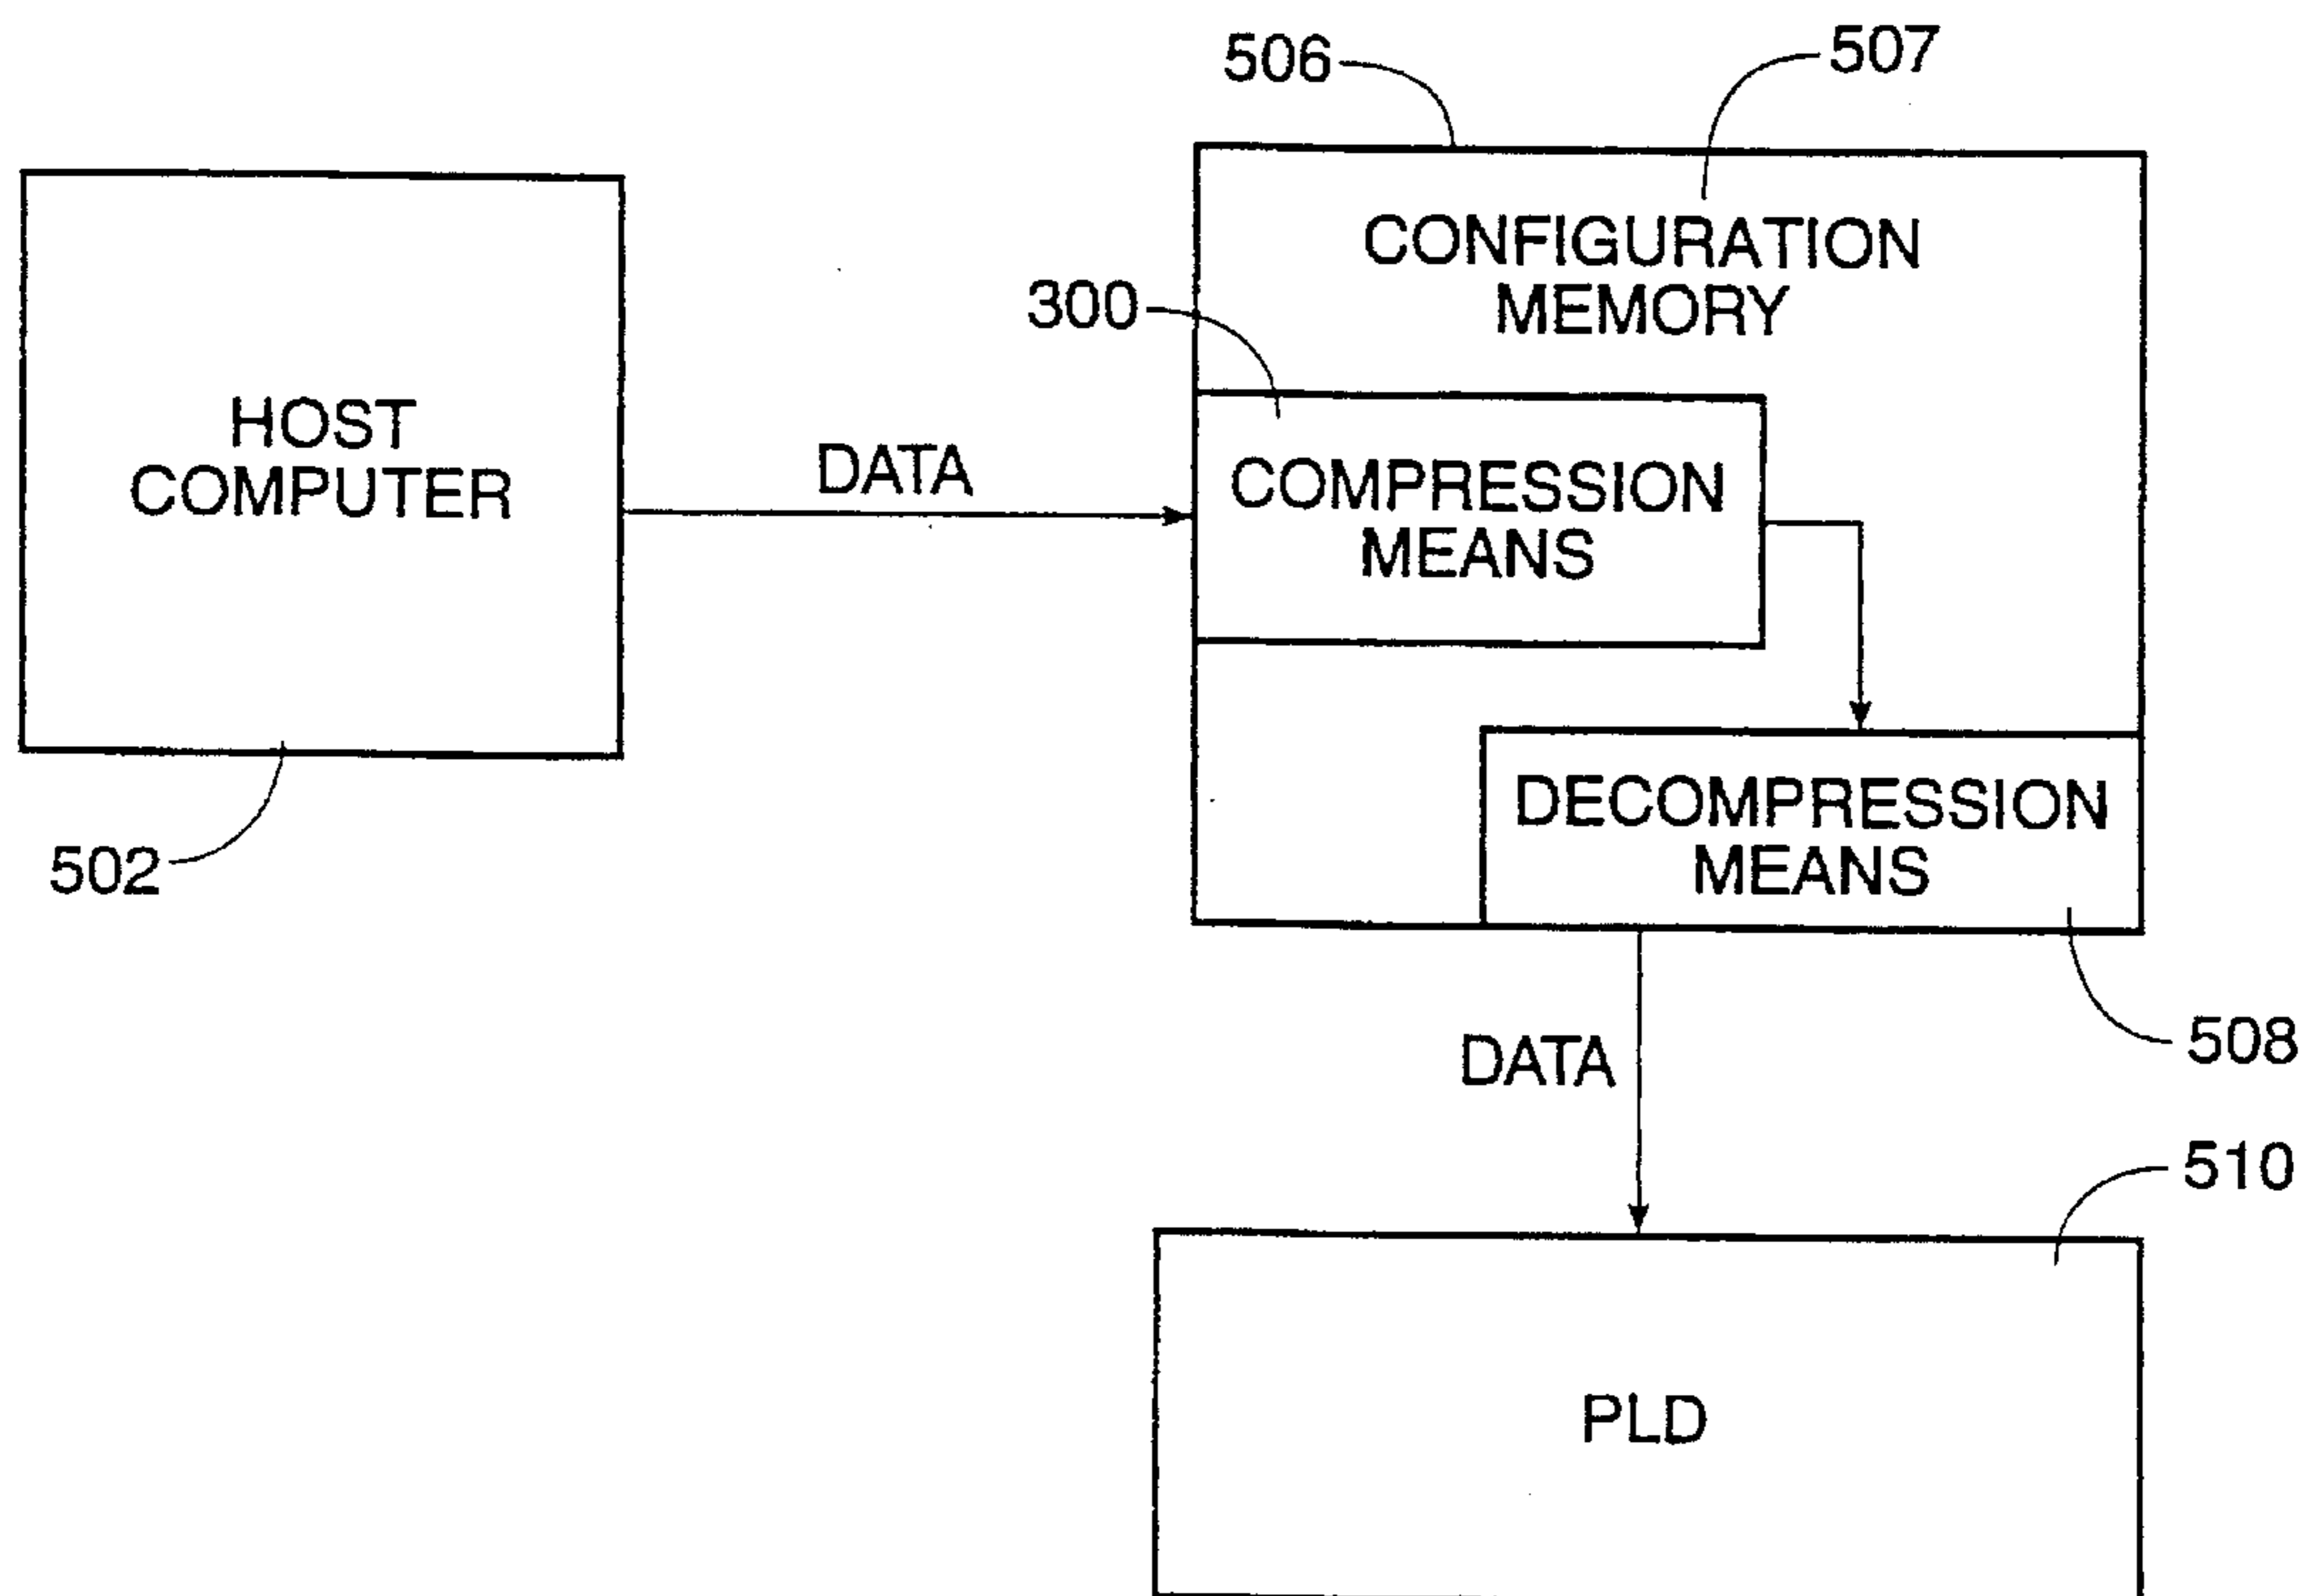 506
507
CONFIGURATION
MEMORY
300
HOST
COMPUTER
DATA
COMPRESSION
MEANS
DECOMPRESSION
MEANS
502
508
DATA
510
PLD